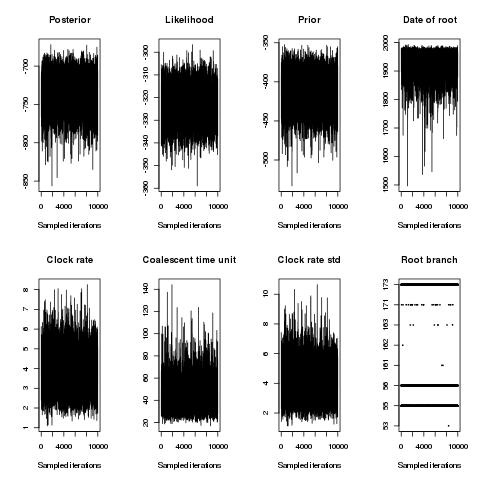 Posterior
-700
-750
-800
-850
0 4000 10000
Sampled iterations
Likelihood
-300
-310
-320
-330
-340
-350
-360
0 4000 10000
Sampled iterations
Prior
-350
-400
-450
-500
0 4000 10000
Sampled iterations
Date of root
2000
1900
1800
1700
1600
1500
0 4000 10000
Sampled iterations
Clock rate
8
7
6
5
4
3
2
1
0 4000 10000
Sampled iterations
Coalescent time unit
140
120
100
80
60
40
20
0 4000 10000
Sampled iterations
Clock rate std
10
8
6
4
2
0 4000 10000
Sampled iterations
Root branch
173
171
163
162
161
56
55
53
0 4000 10000
Sampled iterations